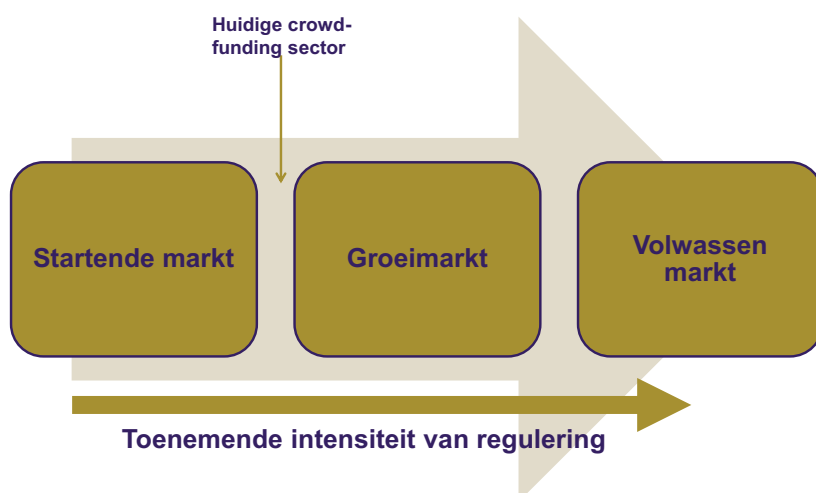 Huidige crowd-
funding sector
Startende markt
Groeimarkt
Volwassen
markt
Toenemende intensiteit van regulering